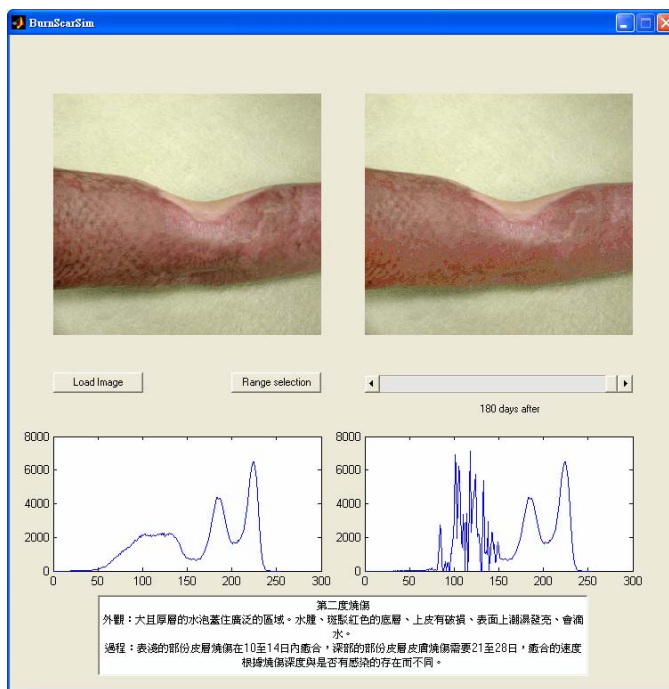 BurnScarSim
Load Image
Range selection
180 days after
8000
6000
4000
2000
0
0 50 100 150 200 250 300
8000
6000
4000
2000
0
0 50 100 150 200 250 300
第二度燒傷
外觀：大且厚層的水泡蓋住廣泛的區域。水腫、斑駁紅色的底層、上皮有破損、表面上潮濕發亮、會滴
水。
過程：表淺的部份皮層燒傷在10至14日內癒合，深部的部份皮層皮膚燒傷需要21至28日，癒合的速度
根據燒傷深度與是否有感染的存在而不同。